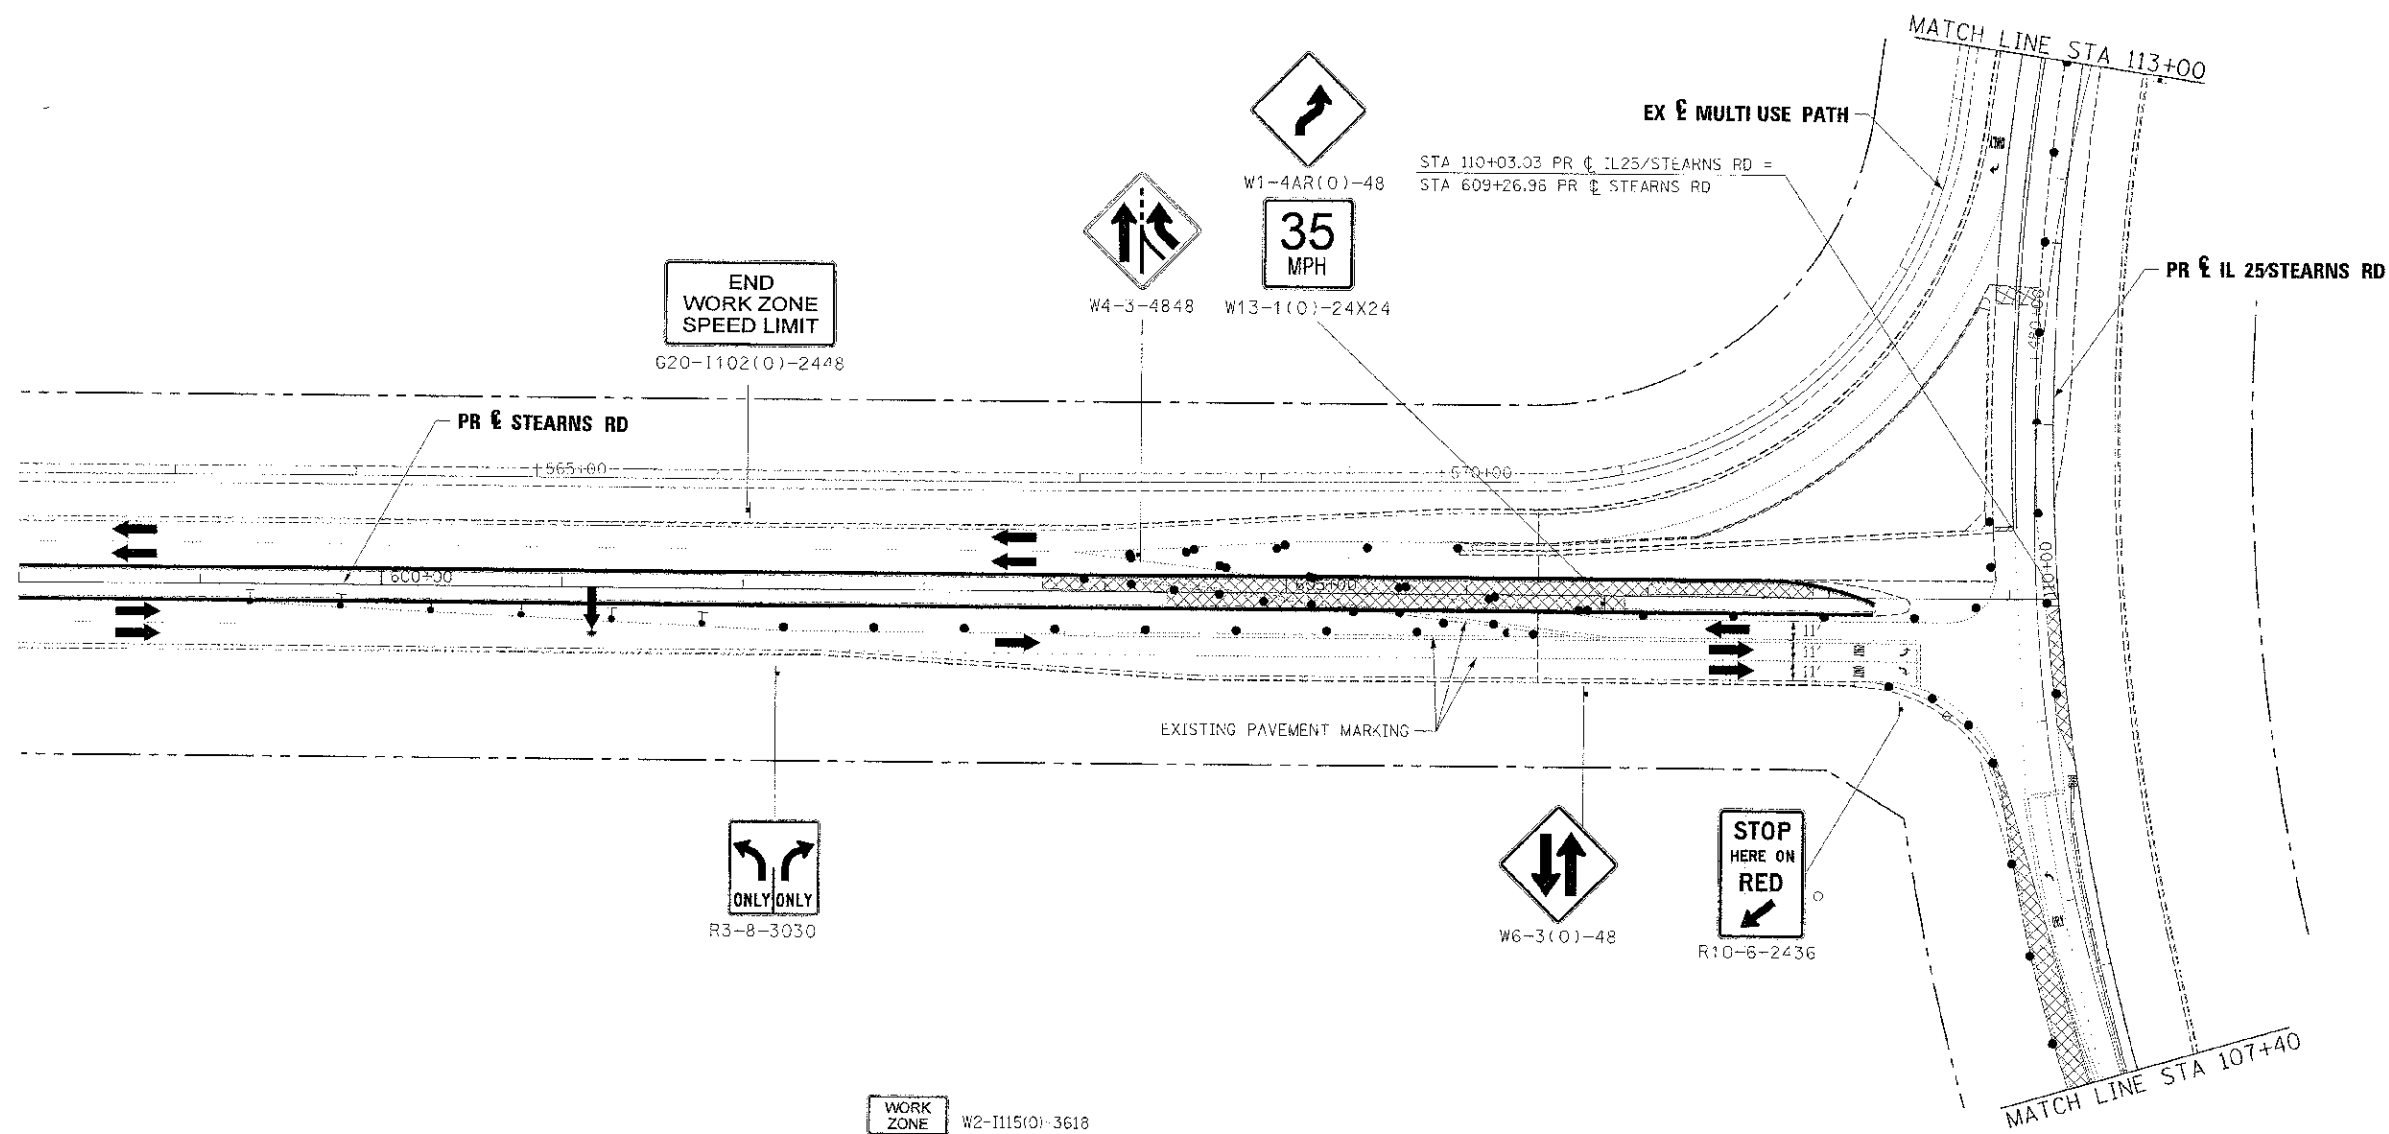 MATCH LINE STA 113+00
EX ℄ MULTI USE PATH
STA 110+03.03 PR ℄ IL25/STEARNS RD =
STA 609+26.98 PR ℄ STEARNS RD
W1-4AR(O)-48
35
MPH
W13-1(O)-24X24
W4-3-4848
PR ℄ IL 25/STEARNS RD
END
WORK ZONE
SPEED LIMIT
G20-I102(O)-2448
PR ℄ STEARNS RD
565+00
570+00
600+00
605+00
110+00
11'
11'
11'
EXISTING PAVEMENT MARKING
ONLY ONLY
R3-8-3030
W6-3(O)-48
STOP
HERE ON
RED
R10-6-2436
WORK
ZONE
W2-I115(O)-3618
MATCH LINE STA 107+40